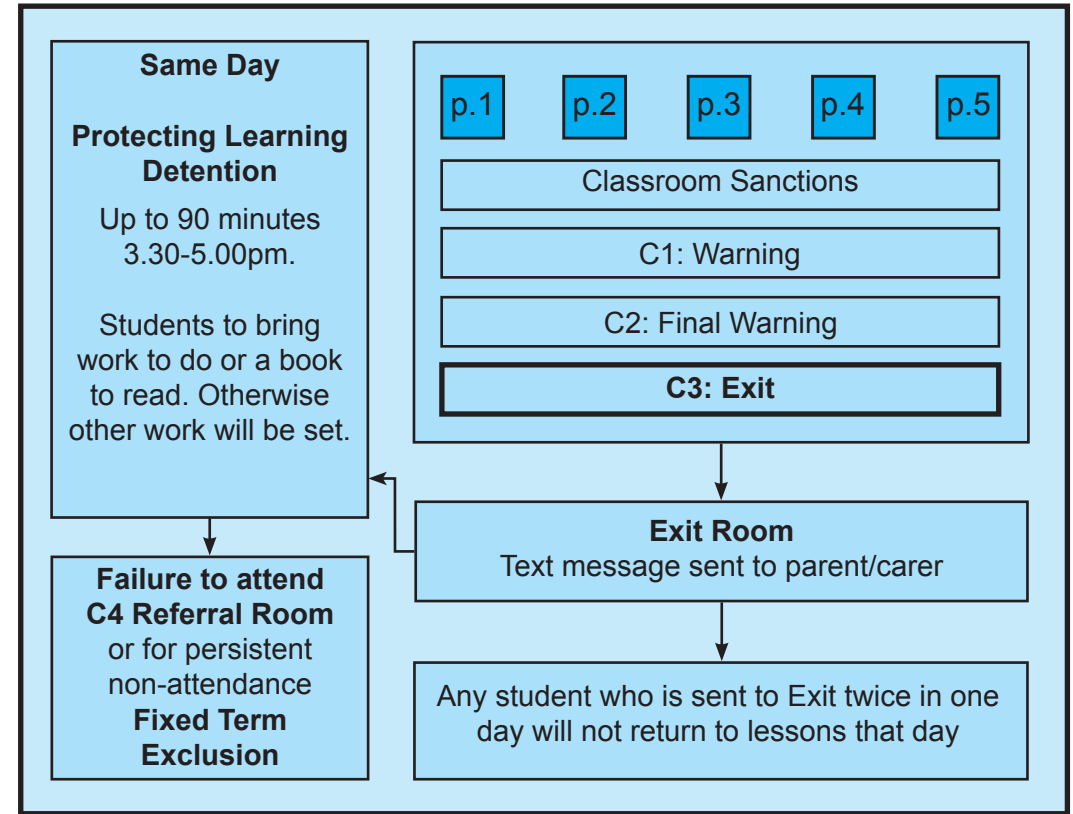 Same Day
Protecting Learning
Detention
Up to 90 minutes
3.30-5.00pm.
Students to bring
work to do or a book
to read. Otherwise
other work will be set.
Failure to attend
C4 Referral Room
or for persistent
non-attendance
Fixed Term
Exclusion
p.1 p.2 p.3 p.4 p.5
Classroom Sanctions
C1: Warning
C2: Final Warning
C3: Exit
Exit Room
Text message sent to parent/carer
Any student who is sent to Exit twice in one
day will not return to lessons that day